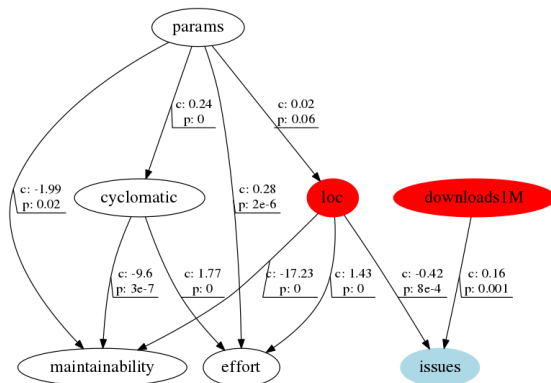 params
c: 0.24
p: 0
c: 0.02
p: 0.06
c: -1.99
p: 0.02
cyclomatic
c: 0.28
p: 2e-6
loc
downloads1M
c: -9.6
p: 3e-7
c: 1.77
p: 0
c: -17.23
p: 0
c: 1.43
p: 0
c: -0.42
p: 8e-4
c: 0.16
p: 0.001
maintainability
effort
issues